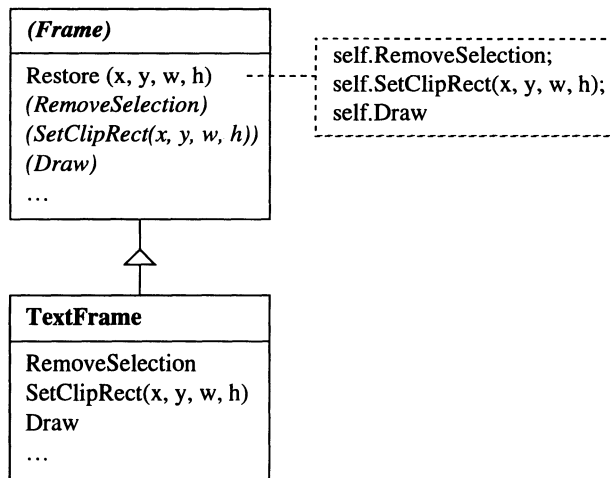 (Frame)
Restore (x, y, w, h)
(RemoveSelection)
(SetClipRect(x, y, w, h))
(Draw)
...
self.RemoveSelection;
self.SetClipRect(x, y, w, h);
self.Draw
TextFrame
RemoveSelection
SetClipRect(x, y, w, h)
Draw
...